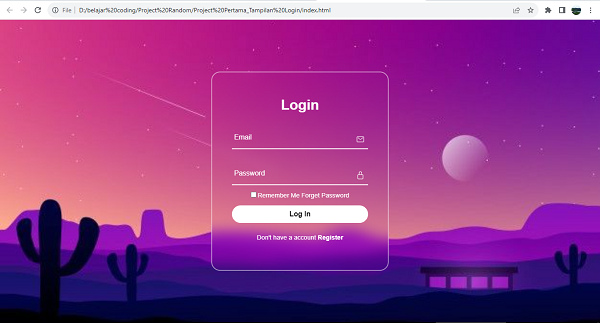 File D:/belajar%20coding/Project%20Random/Project%20Pertama_Tampilan%20Login/index.html
Login
Email
Password
Remember Me Forget Password
Log In
Don't have a account Register